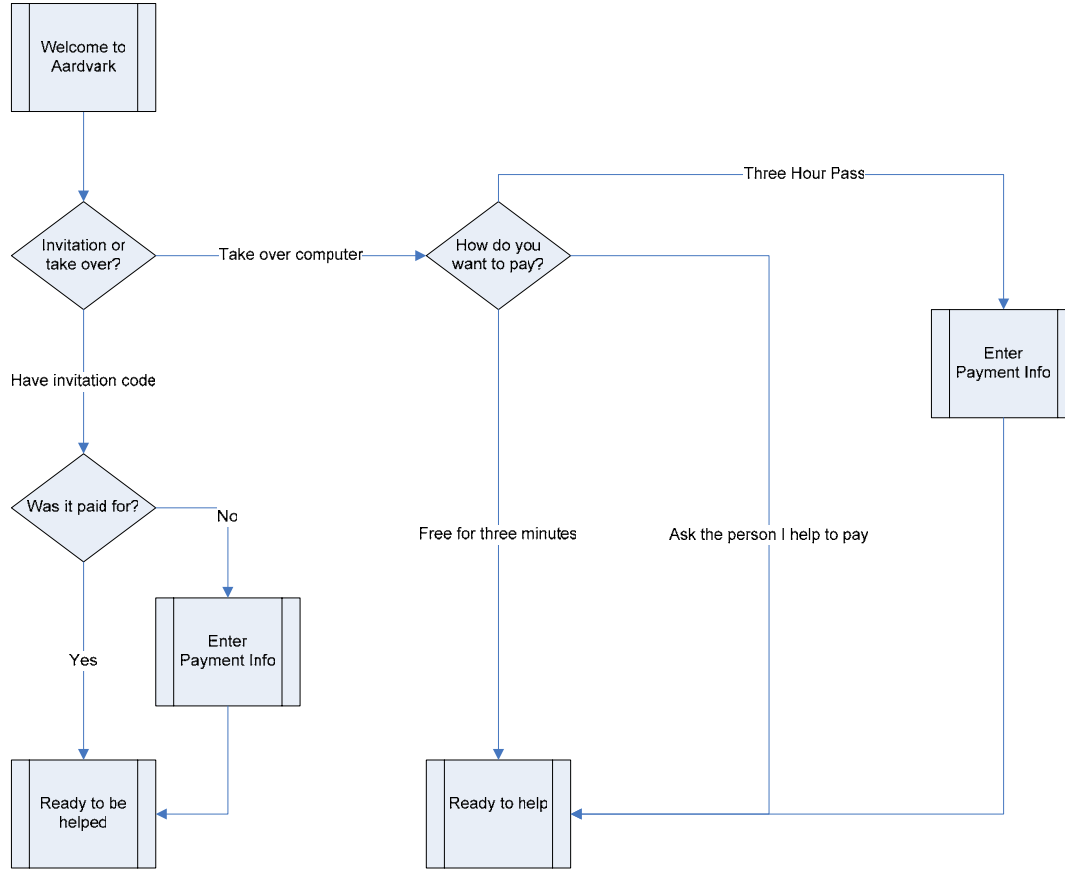 Welcome to
Aardvark
Three Hour Pass
Invitation or
take over?
Take over computer
How do you
want to pay?
Enter
Payment Info
Have invitation code
Was it paid for?
No
Free for three minutes
Ask the person I help to pay
Enter
Payment Info
Yes
Ready to be
helped
Ready to help